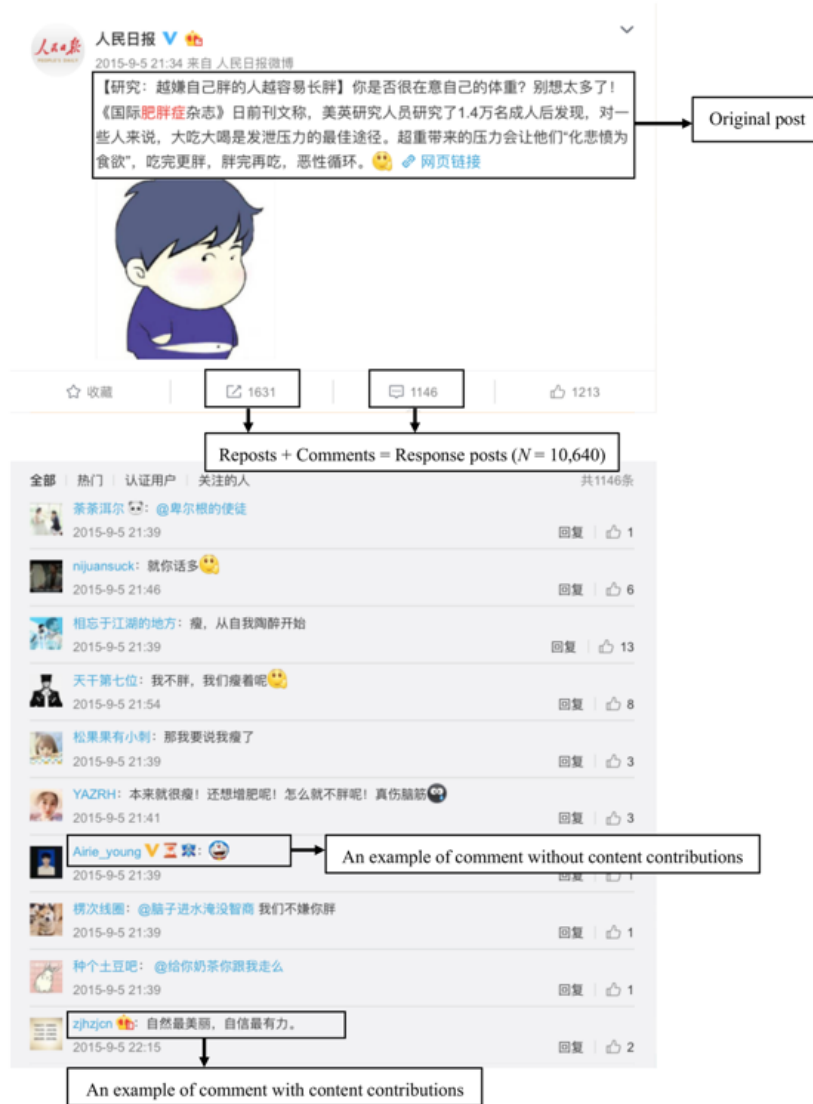 人民日报
人民日报
PEOPLE'S DAILY
2015-9-5 21:34 来自 人民日报微博
【研究：越嫌自己胖的人越容易长胖】你是否很在意自己的体重？别想太多了！
《国际肥胖症杂志》日前刊文称，美英研究人员研究了1.4万名成人后发现，对一
些人来说，大吃大喝是发泄压力的最佳途径。超重带来的压力会让他们“化悲愤为
食欲”，吃完更胖，胖完再吃，恶性循环。 网页链接
Original post
收藏 1631 1146 1213
Reposts + Comments = Response posts (N = 10,640)
全部 热门 认证用户 关注的人 共1146条
茶茶洱尔：@卑尔根的使徒
2015-9-5 21:39 回复 1
nijuansuck：就你话多
2015-9-5 21:46 回复 6
相忘于江湖的地方：瘦，从自我陶醉开始
2015-9-5 21:39 回复 13
天干第七位：我不胖，我们瘦着呢
2015-9-5 21:54 回复 8
松果果有小刺：那我要说我瘦了
2015-9-5 21:39 回复 3
YAZRH：本来就很瘦！还想增肥呢！怎么就不胖呢！真伤脑筋
2015-9-5 21:41 回复 3
Airie_young：
An example of comment without content contributions
2015-9-5 21:39 回复 1
楞次线圈：@脑子进水淹没智商 我们不嫌你胖
2015-9-5 21:39 回复 1
种个土豆吧：@给你奶茶你跟我走么
2015-9-5 21:39 回复 1
zjhzjcn：自然最美丽，自信最有力。
2015-9-5 22:15 回复 2
An example of comment with content contributions